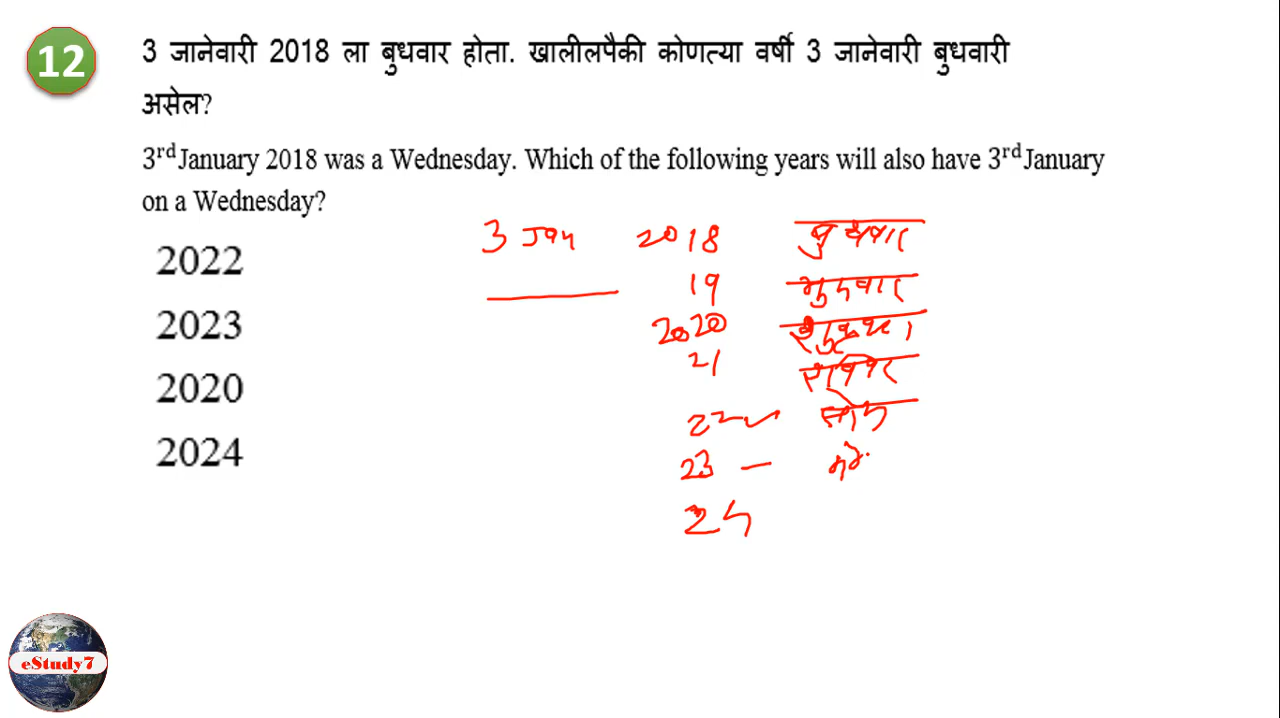 12
3 जानेवारी 2018 ला बुधवार होता. खालीलपैकी कोणत्या वर्षी 3 जानेवारी बुधवारी
असेल?
3rd January 2018 was a Wednesday. Which of the following years will also have 3rd January
on a Wednesday?
3 Jan 2018 बुधवार
2022
19 गुरुवार
2023
2020 शुक्रवार
21 रविवार
2020
22 सोम
2024
23 —
24
eStudy7